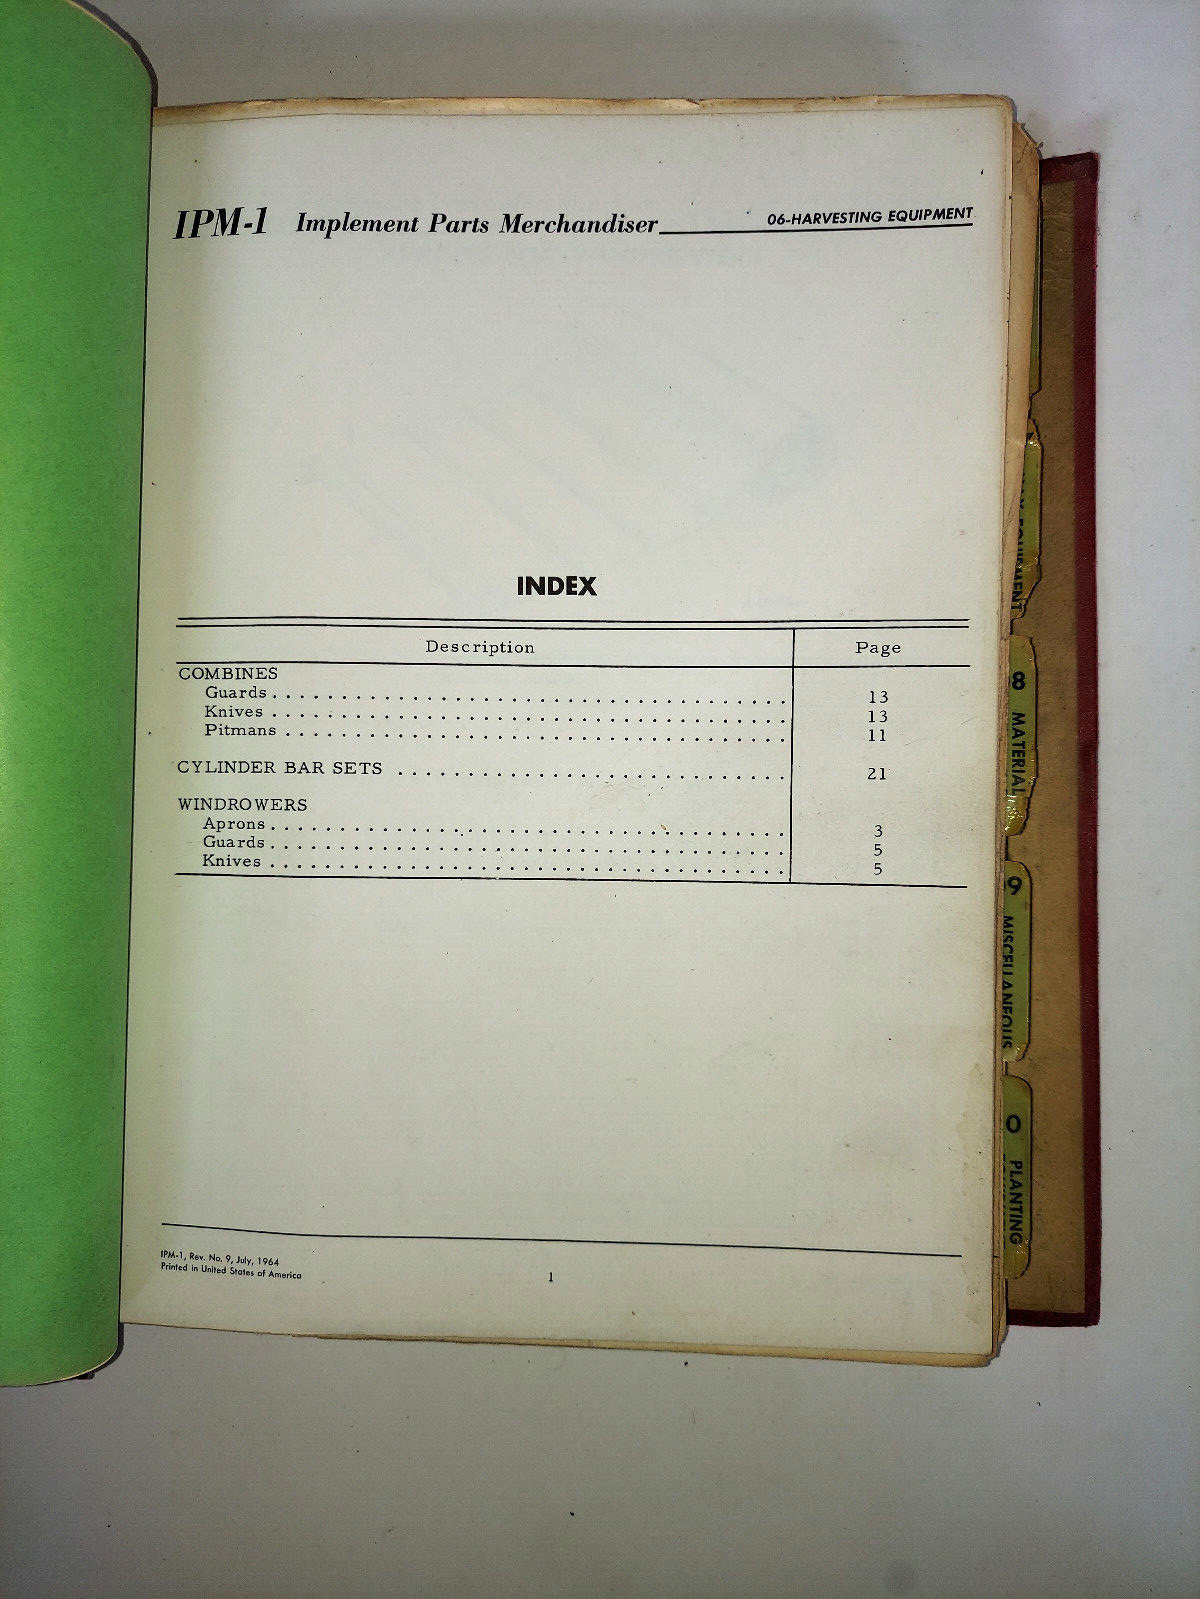 IPM-1 Implement Parts Merchandiser 06-HARVESTING EQUIPMENT
INDEX
Description Page
COMBINES
Guards . . . . . . . . . . . . . . . . . . . . . . . . . . . . . . . . . . . . . 13
Knives . . . . . . . . . . . . . . . . . . . . . . . . . . . . . . . . . . . . . 13
Pitmans . . . . . . . . . . . . . . . . . . . . . . . . . . . . . . . . . . . . 11
CYLINDER BAR SETS . . . . . . . . . . . . . . . . . . . . . . . . . . . . 21
WINDROWERS
Aprons . . . . . . . . . . . . . . . . . . . . . . . . . . . . . . . . . . . . . 3
Guards . . . . . . . . . . . . . . . . . . . . . . . . . . . . . . . . . . . . . 5
Knives . . . . . . . . . . . . . . . . . . . . . . . . . . . . . . . . . . . . . 5
IPM-1, Rev. No. 9, July, 1964
Printed in United States of America
1
EQUIPMENT
8 MATERIAL
9 MISCELLANEOUS
0 PLANTING